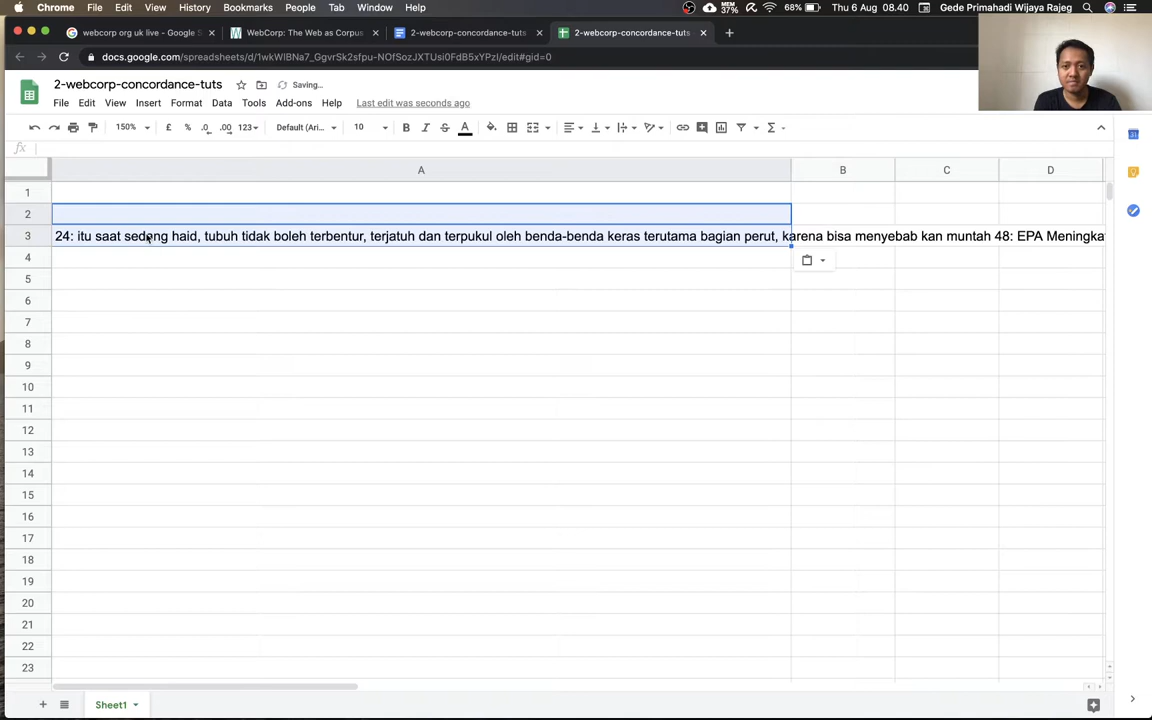 Chrome File Edit View History Bookmarks People Tab Window Help MEM 37% 68% Thu 6 Aug 08.40 Gede Primahadi Wijaya Rajeg
webcorp org uk live - Google S
WebCorp: The Web as Corpus
2-webcorp-concordance-tuts
2-webcorp-concordance-tuts
docs.google.com/spreadsheets/d/1wkWIBNa7_GgvrSk2sfpu-NOfSozJXTUsi0FdB5xYPzI/edit#gid=0
2-webcorp-concordance-tuts Saving...
File Edit View Insert Format Data Tools Add-ons Help Last edit was seconds ago
150% £ % .0 .00 123 Default (Ari... 10 B I S A Σ
fx
A B C D
1
2
3 24: itu saat sedang haid, tubuh tidak boleh terbentur, terjatuh dan terpukul oleh benda-benda keras terutama bagian perut, karena bisa menyebab kan muntah 48: EPA Meningka
4
5
6
7
8
9
10
11
12
13
14
15
16
17
18
19
20
21
22
23
Sheet1